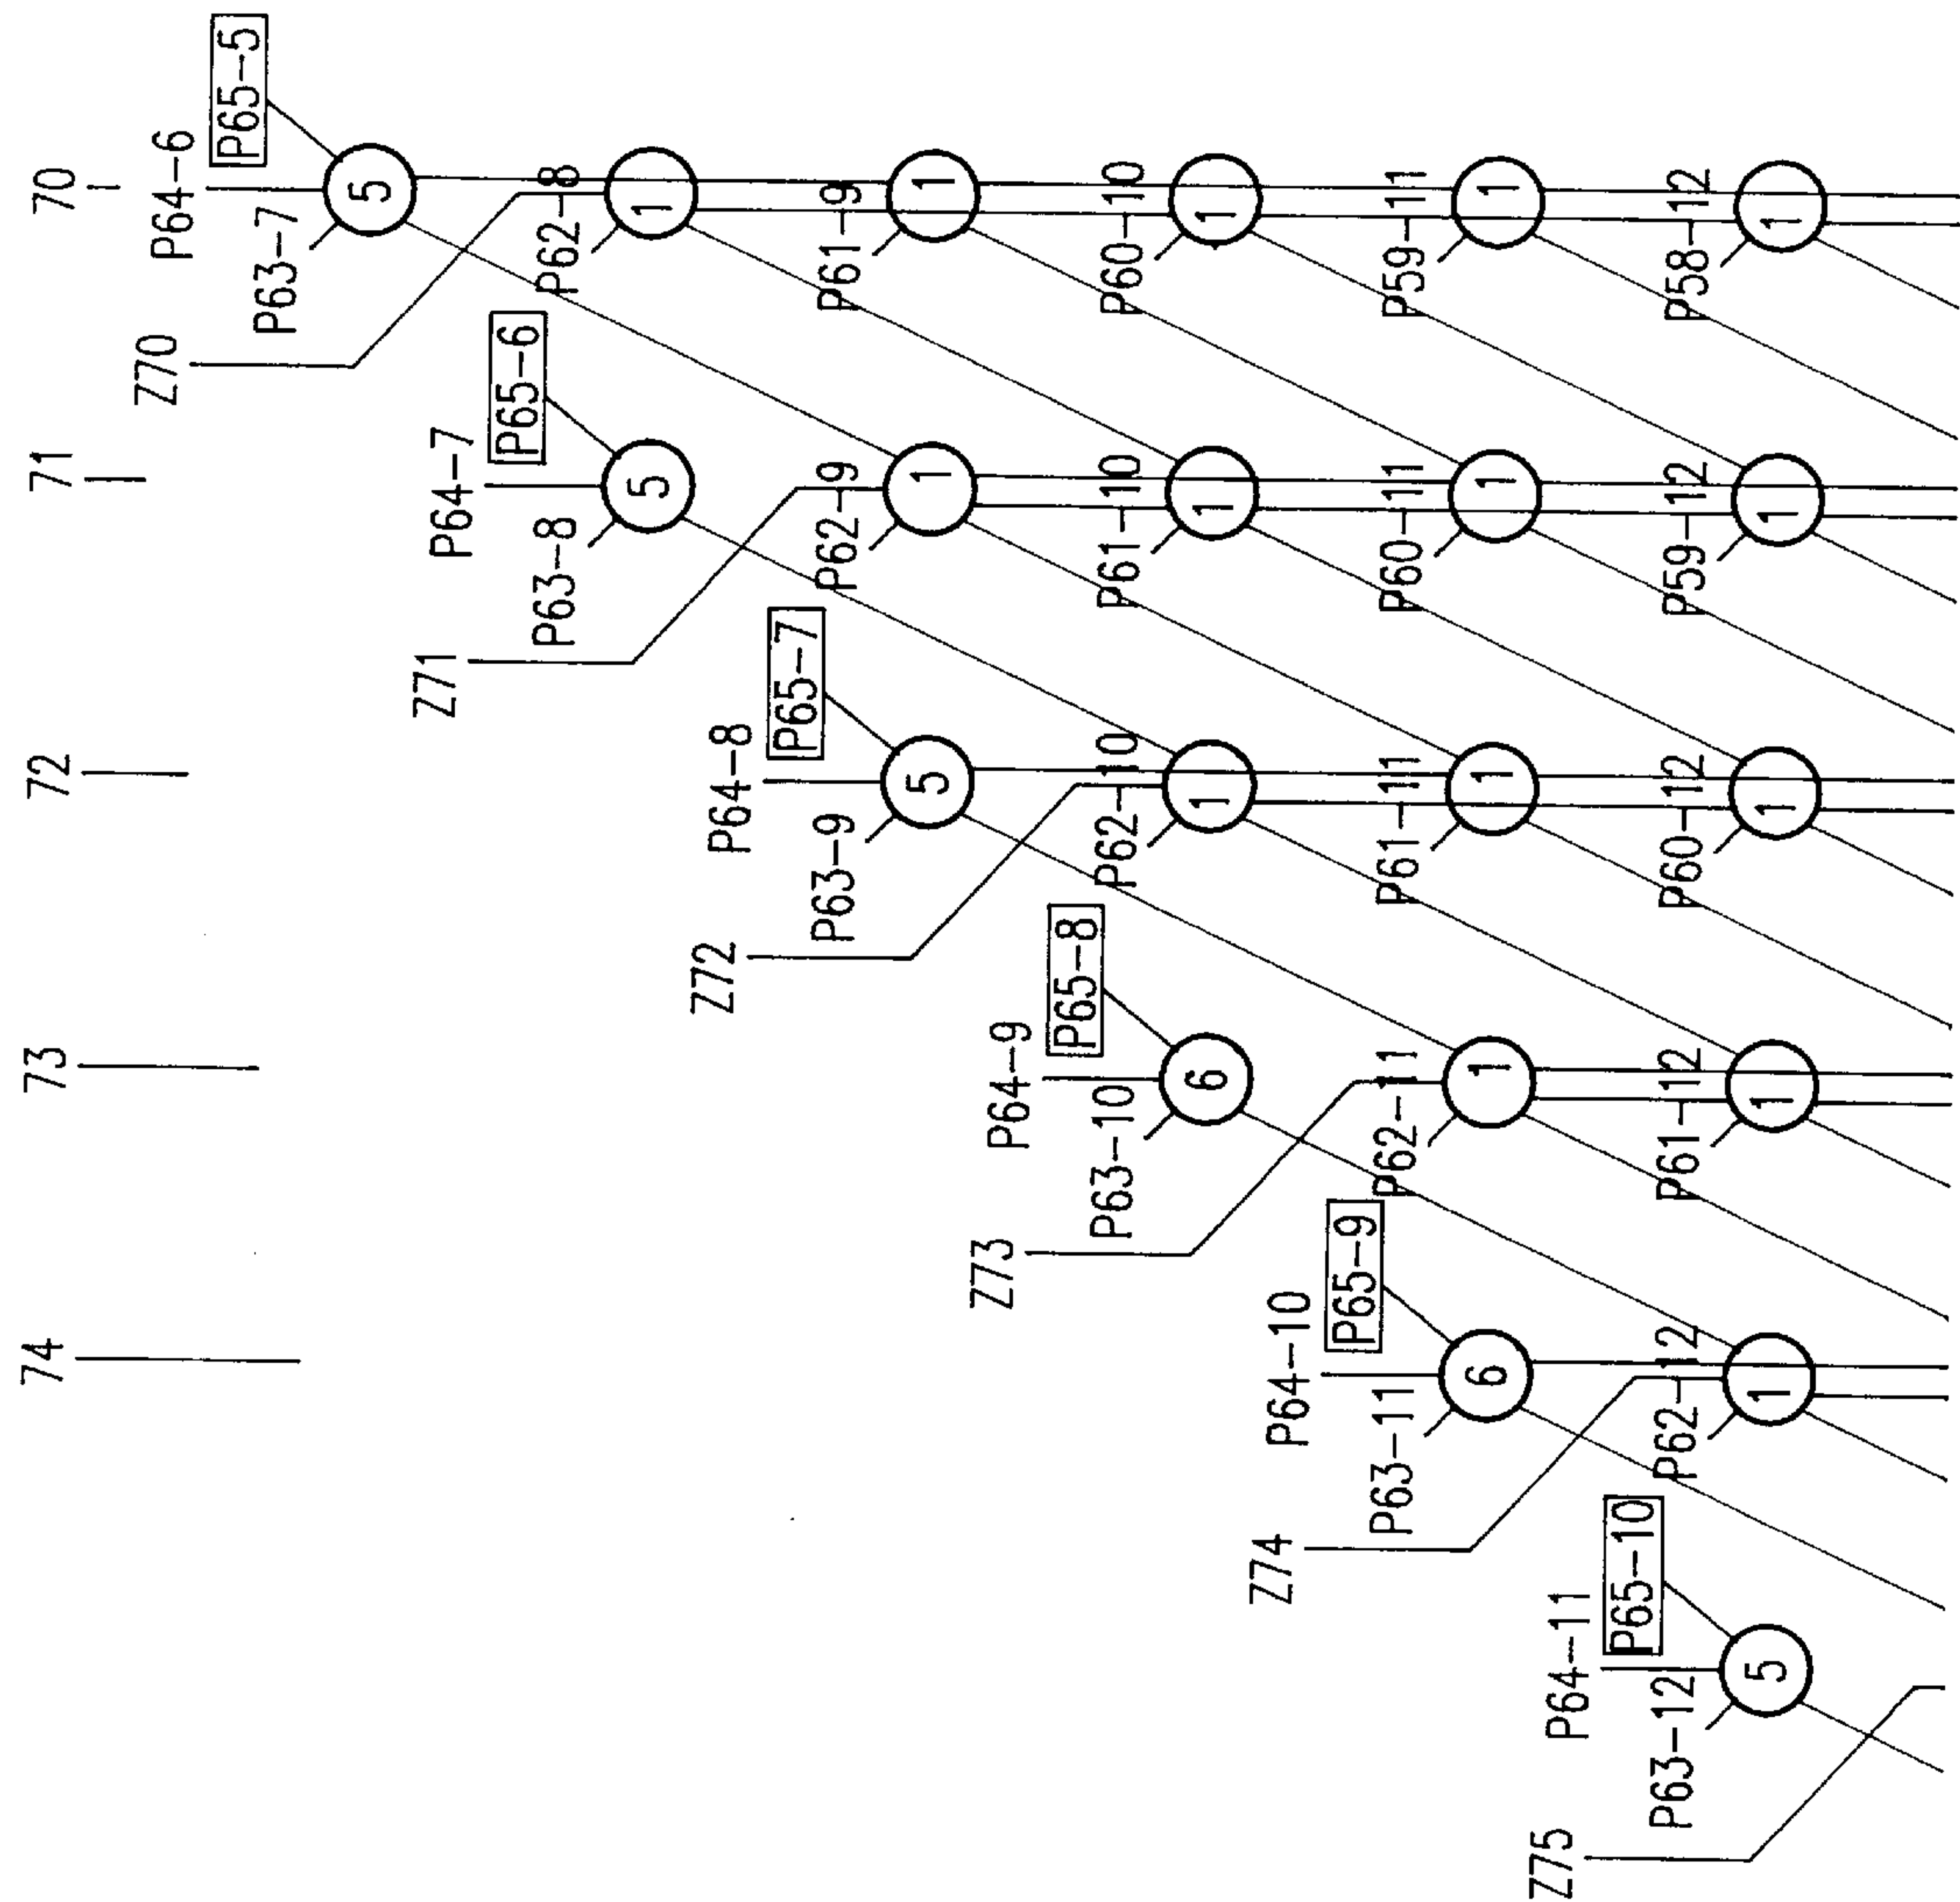 74
73
72
71
70
P65-5
P64-6
P63-7
5
Z70
P62-8
1
P61-9
1
P60-10
1
P59-11
1
P58-12
1
P65-6
P64-7
P63-8
5
Z71
P62-9
1
P61-10
1
P60-11
1
P59-12
1
P65-7
P64-8
P63-9
5
Z72
P62-10
1
P61-11
1
P60-12
1
P65-8
P64-9
P63-10
6
Z73
P62-11
1
P61-12
1
P65-9
P64-10
P63-11
6
Z74
P62-12
1
P65-10
P64-11
P63-12
5
Z75